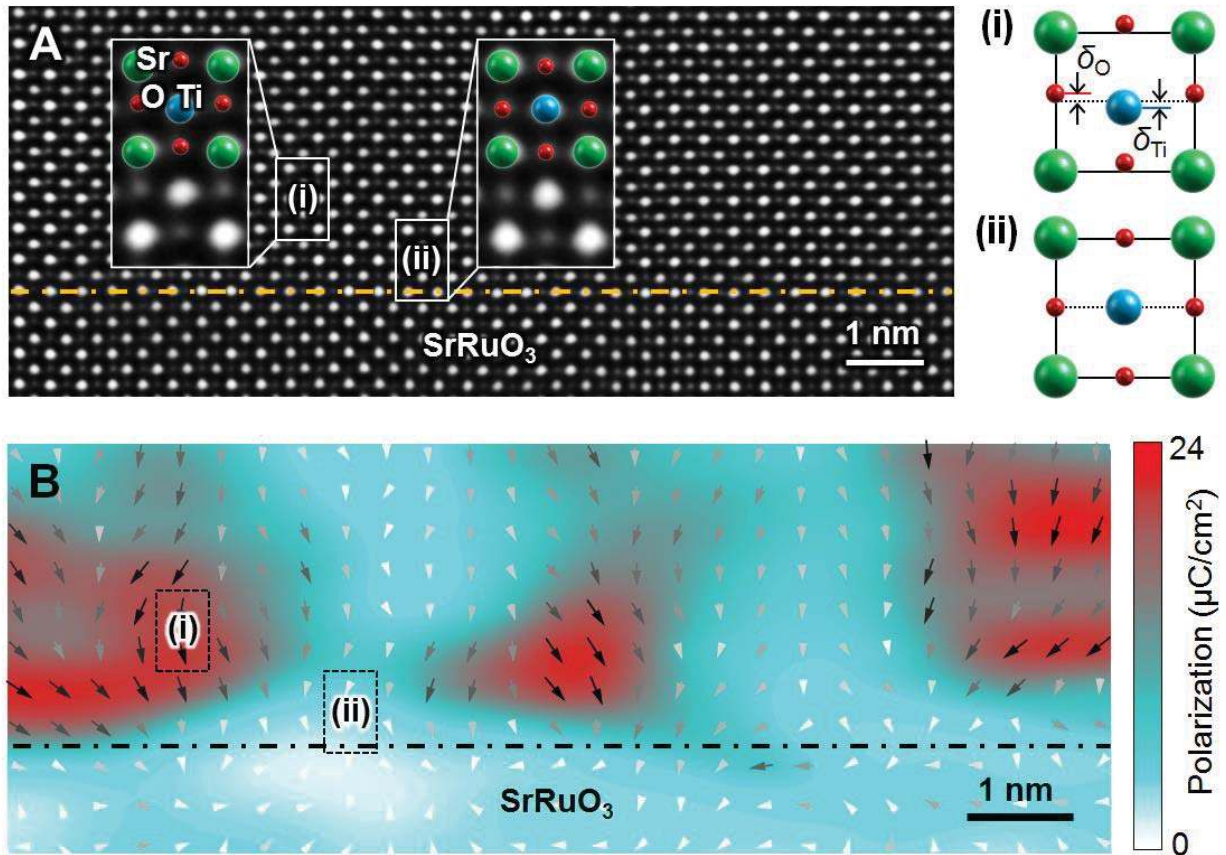 A
Sr
O Ti
(i)
(ii)
SrRuO₃
1 nm
(i)
δO
δTi
(ii)
B
(i)
(ii)
SrRuO₃
1 nm
24
Polarization (µC/cm²)
0